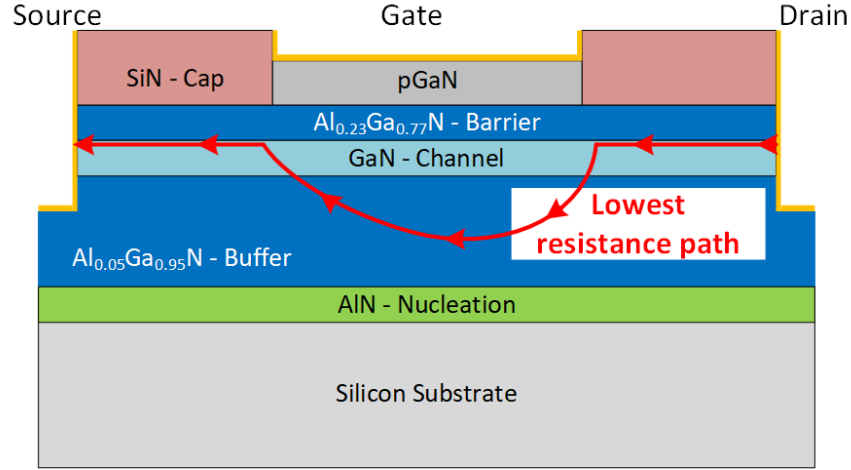 Source Gate Drain
SiN - Cap
pGaN
Al₀.₂₃Ga₀.₇₇N - Barrier
GaN - Channel
Lowest
resistance path
Al₀.₀₅Ga₀.₉₅N - Buffer
AlN - Nucleation
Silicon Substrate